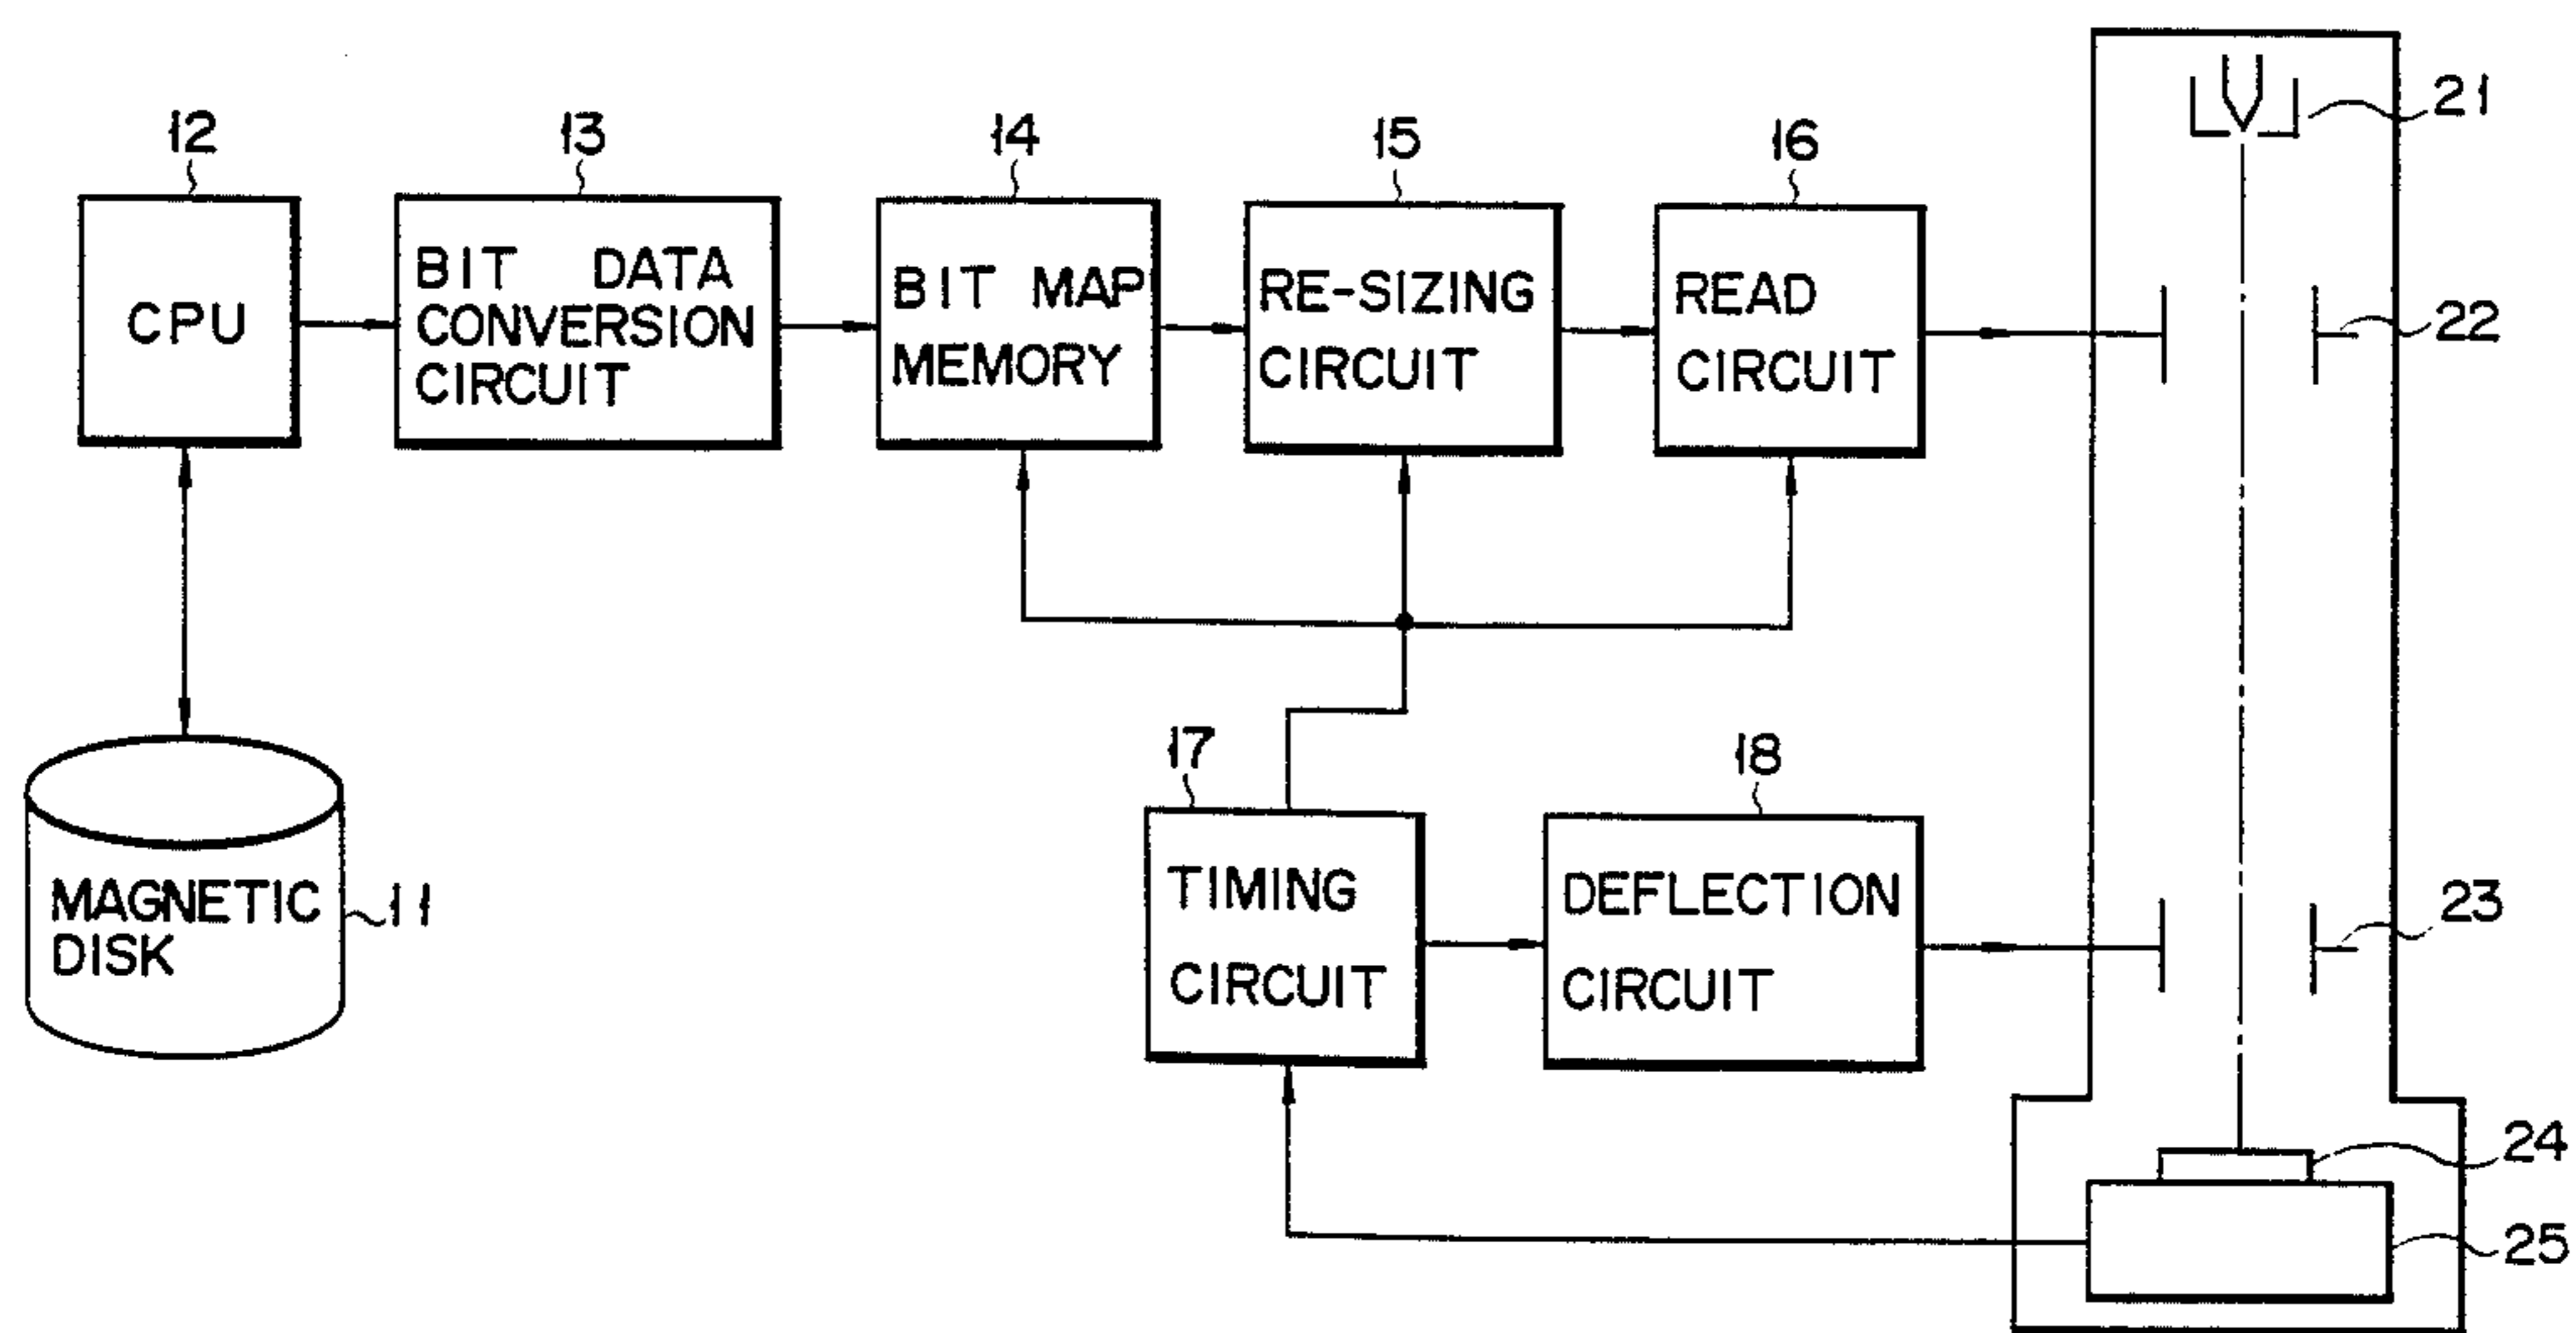 12
13
14
15
16
21
CPU
BIT DATA
CONVERSION
CIRCUIT
BIT MAP
MEMORY
RE-SIZING
CIRCUIT
READ
CIRCUIT
22
17
18
MAGNETIC
DISK
11
TIMING
CIRCUIT
DEFLECTION
CIRCUIT
23
24
25